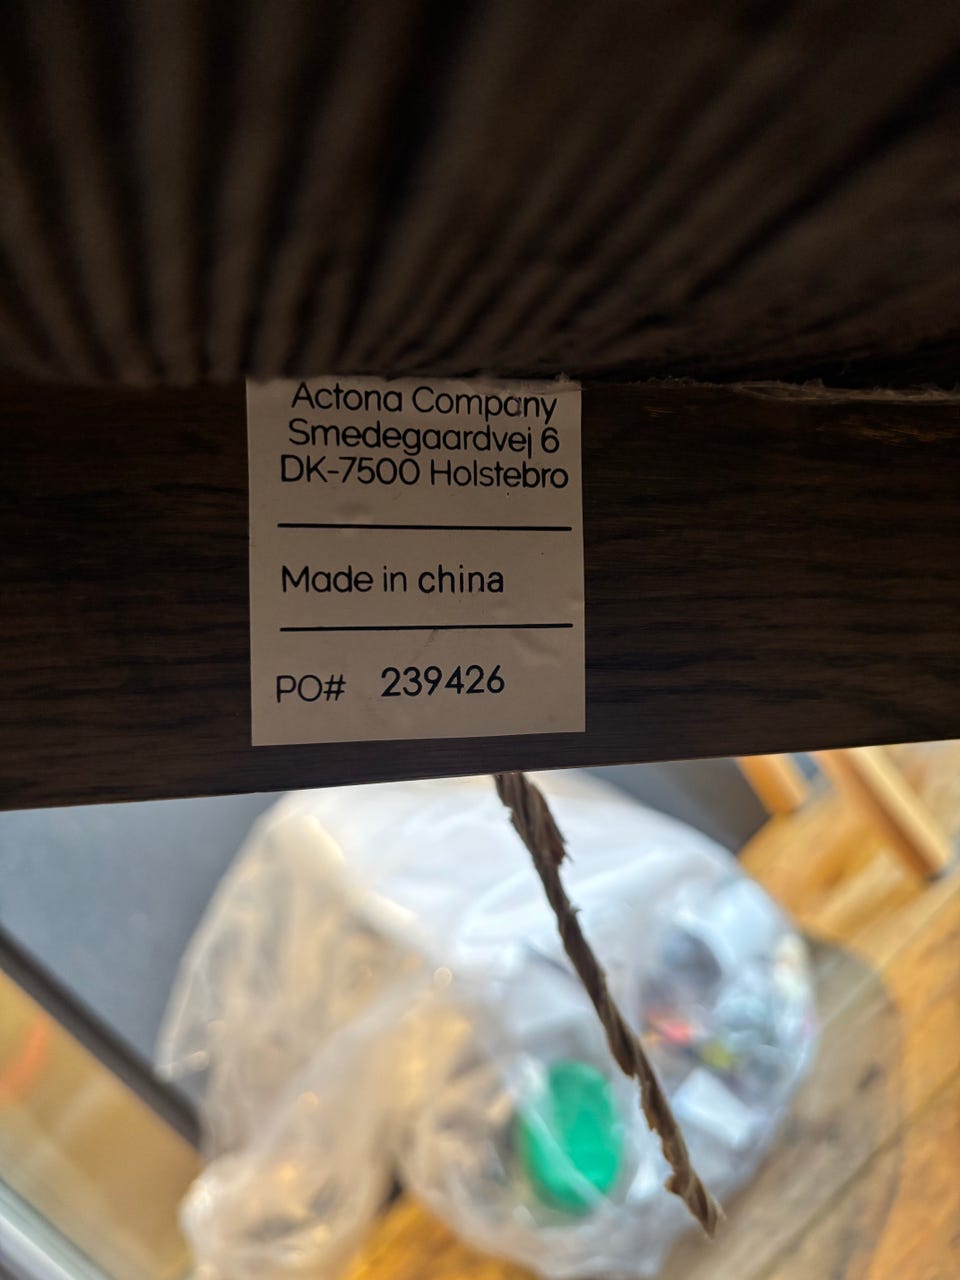 Actona Company
Smedegaardvej 6
DK-7500 Holstebro
Made in china
PO# 239426